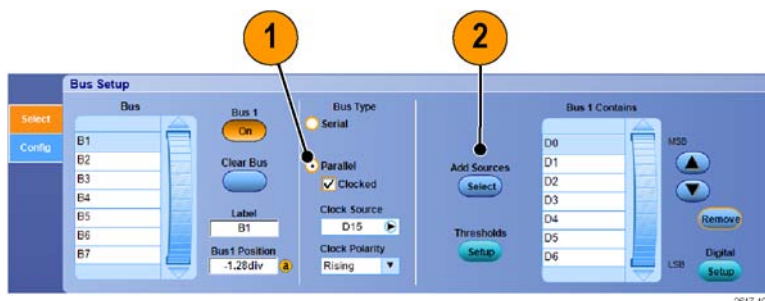 1
2
Bus Setup
Select
Config
Bus
B1
B2
B3
B4
B5
B6
B7
Bus 1
On
Clear Bus
Label
B1
Bus1 Position
-1.28div
a
Bus Type
Serial
Parallel
Clocked
Clock Source
D15
Clock Polarity
Rising
Add Sources
Select
Thresholds
Setup
Bus 1 Contains
D0
D1
D2
D3
D4
D5
D6
MSB
Remove
LSB
Digital
Setup